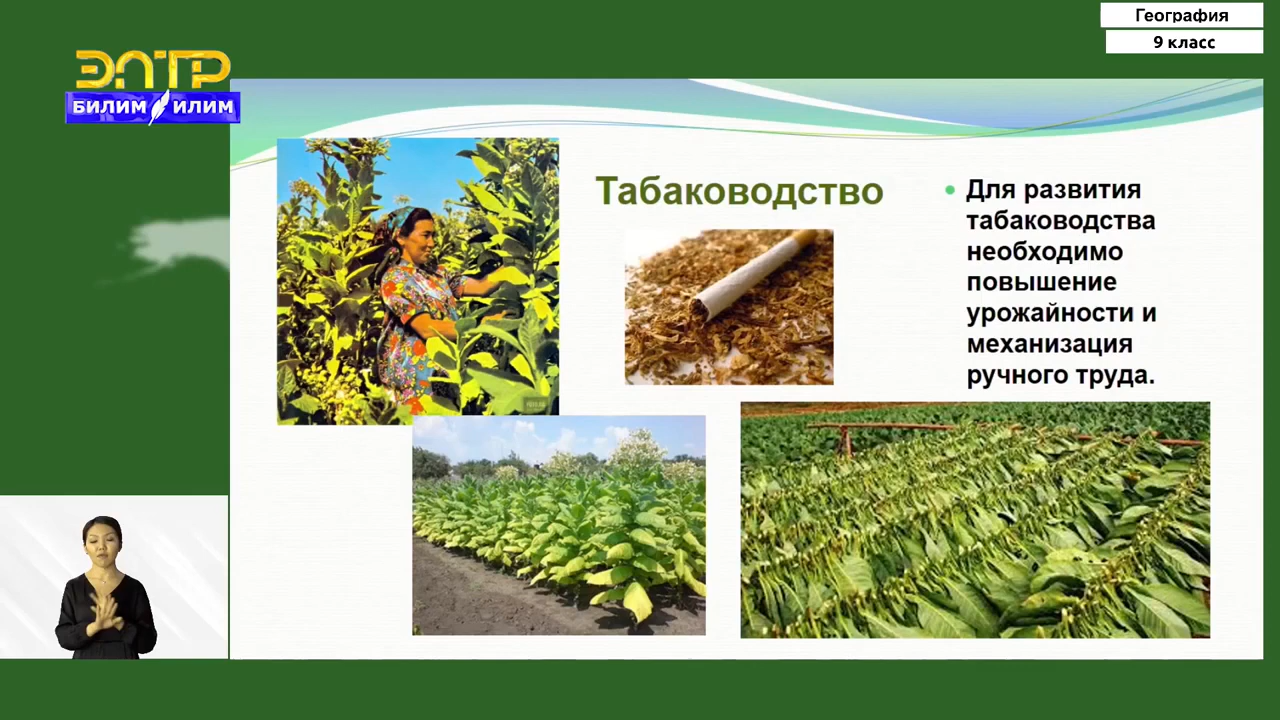 География
9 класс
ЭЛТР
БИЛИМ ИЛИМ
Табаководство
Для развития
табаководства
необходимо
повышение
урожайности и
механизация
ручного труда.